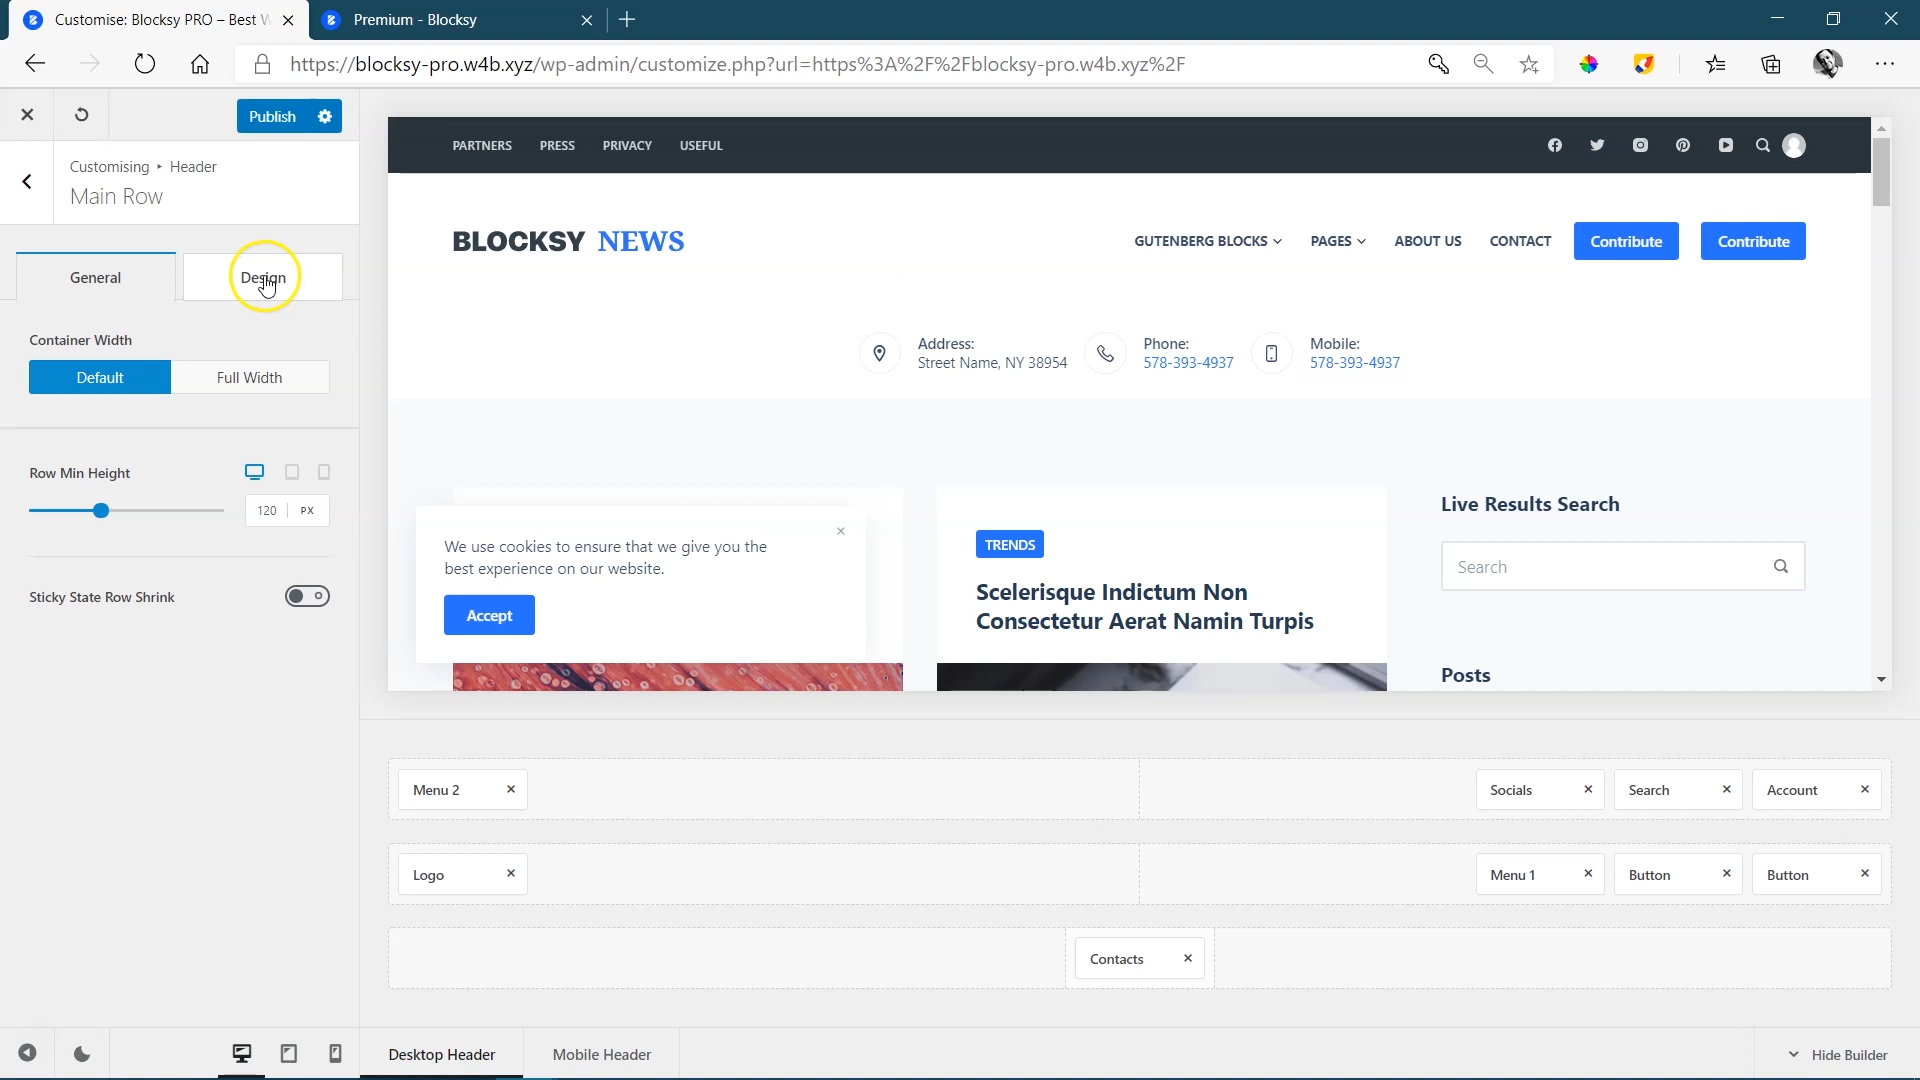 Customise: Blocksy PRO – Best W
Premium - Blocksy
https://blocksy-pro.w4b.xyz/wp-admin/customize.php?url=https%3A%2F%2Fblocksy-pro.w4b.xyz%2F
Publish
Customising ‣ Header
Main Row
General
Design
Container Width
Default
Full Width
Row Min Height
120 PX
Sticky State Row Shrink
PARTNERS PRESS PRIVACY USEFUL
BLOCKSY NEWS
GUTENBERG BLOCKS PAGES ABOUT US CONTACT Contribute Contribute
Address:
Street Name, NY 38954
Phone:
578-393-4937
Mobile:
578-393-4937
We use cookies to ensure that we give you the
best experience on our website.
Accept
TRENDS
Scelerisque Indictum Non
Consectetur Aerat Namin Turpis
Live Results Search
Search
Posts
Menu 2
Socials
Search
Account
Logo
Menu 1
Button
Button
Contacts
Desktop Header
Mobile Header
Hide Builder